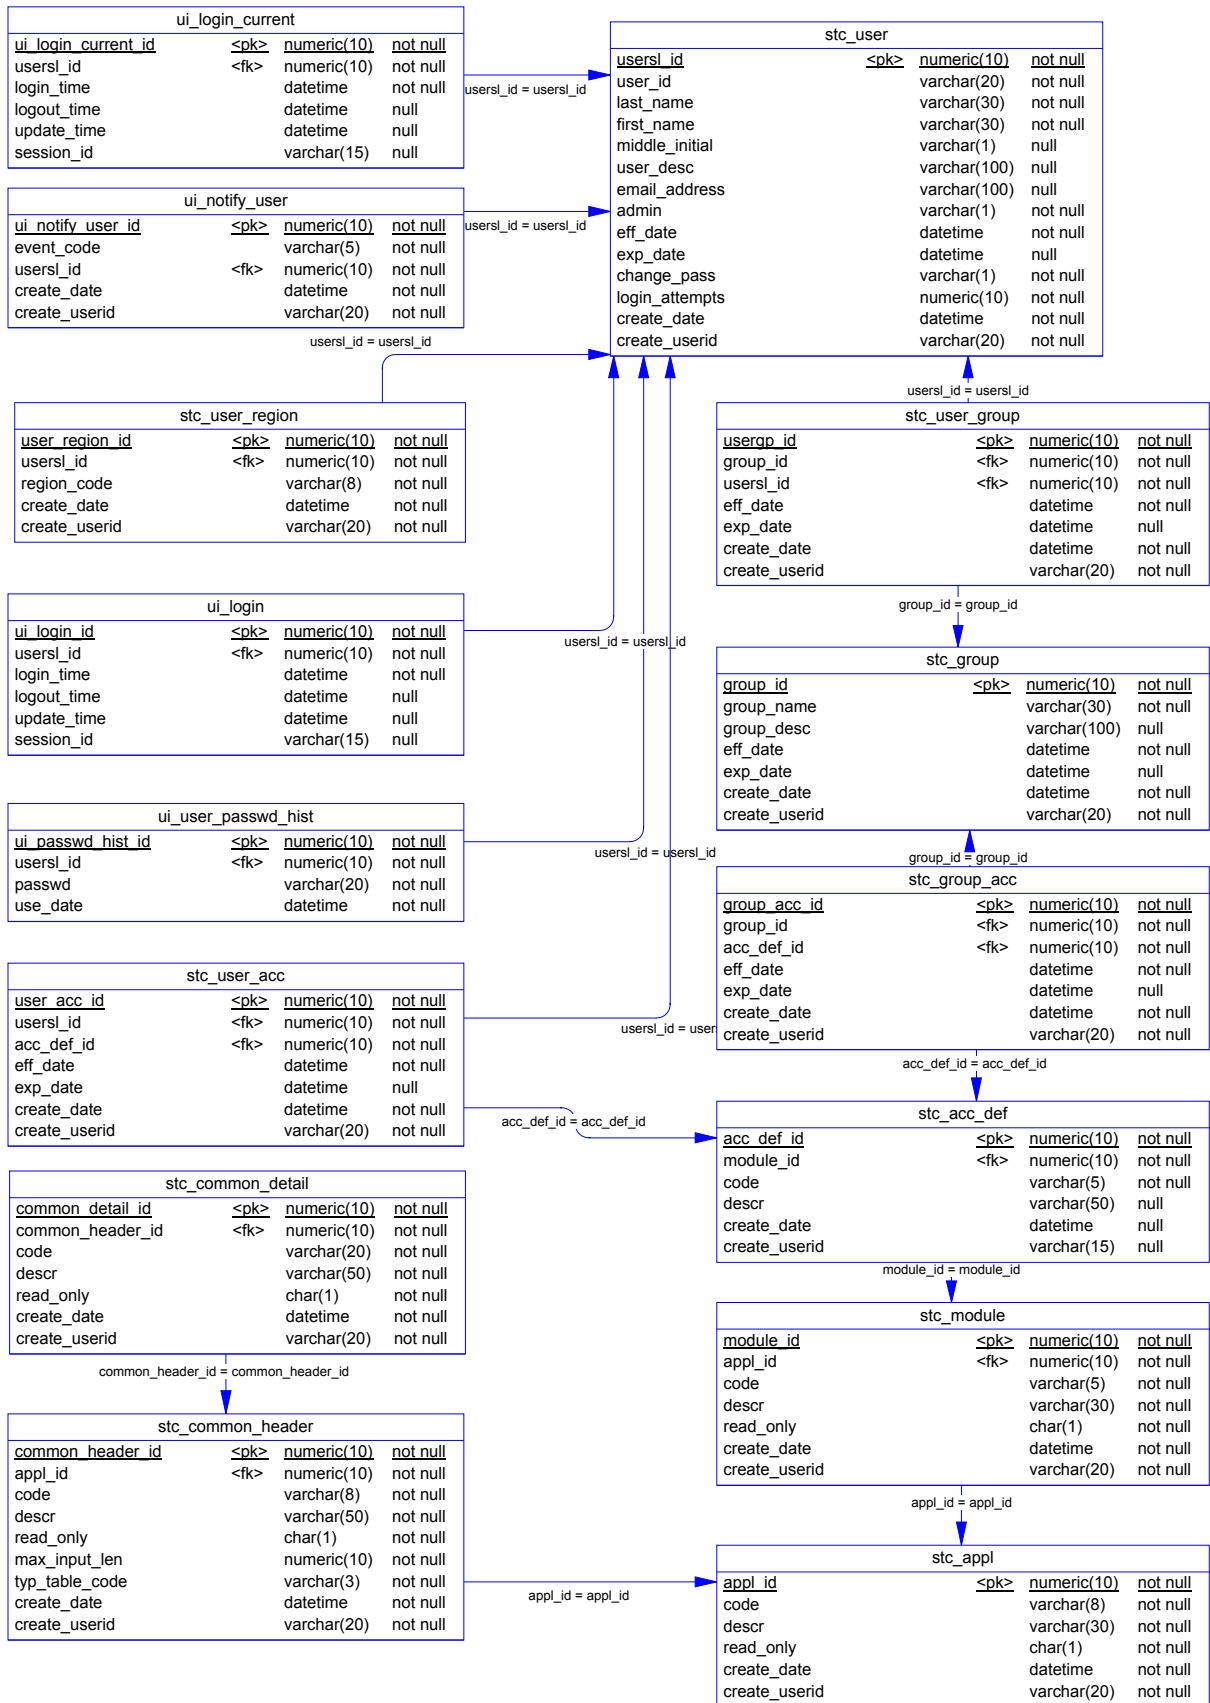 ui_login_current
ui_login_current_id <pk> numeric(10) not null
usersl_id <fk> numeric(10) not null
login_time datetime not null
logout_time datetime null
update_time datetime null
session_id varchar(15) null
usersl_id = usersl_id
stc_user
usersl_id <pk> numeric(10) not null
user_id varchar(20) not null
last_name varchar(30) not null
first_name varchar(30) not null
middle_initial varchar(1) null
user_desc varchar(100) null
email_address varchar(100) null
admin varchar(1) not null
eff_date datetime not null
exp_date datetime null
change_pass varchar(1) not null
login_attempts numeric(10) not null
create_date datetime not null
create_userid varchar(20) not null
ui_notify_user
ui_notify_user_id <pk> numeric(10) not null
event_code varchar(5) not null
usersl_id <fk> numeric(10) not null
create_date datetime not null
create_userid varchar(20) not null
usersl_id = usersl_id
usersl_id = usersl_id
stc_user_region
user_region_id <pk> numeric(10) not null
usersl_id <fk> numeric(10) not null
region_code varchar(8) not null
create_date datetime not null
create_userid varchar(20) not null
usersl_id = usersl_id
stc_user_group
usergp_id <pk> numeric(10) not null
group_id <fk> numeric(10) not null
usersl_id <fk> numeric(10) not null
eff_date datetime not null
exp_date datetime null
create_date datetime not null
create_userid varchar(20) not null
group_id = group_id
ui_login
ui_login_id <pk> numeric(10) not null
usersl_id <fk> numeric(10) not null
login_time datetime not null
logout_time datetime null
update_time datetime null
session_id varchar(15) null
usersl_id = usersl_id
stc_group
group_id <pk> numeric(10) not null
group_name varchar(30) not null
group_desc varchar(100) null
eff_date datetime not null
exp_date datetime null
create_date datetime not null
create_userid varchar(20) not null
ui_user_passwd_hist
ui_passwd_hist_id <pk> numeric(10) not null
usersl_id <fk> numeric(10) not null
passwd varchar(20) not null
use_date datetime not null
usersl_id = usersl_id
group_id = group_id
stc_group_acc
group_acc_id <pk> numeric(10) not null
group_id <fk> numeric(10) not null
acc_def_id <fk> numeric(10) not null
eff_date datetime not null
exp_date datetime null
create_date datetime not null
create_userid varchar(20) not null
stc_user_acc
user_acc_id <pk> numeric(10) not null
usersl_id <fk> numeric(10) not null
acc_def_id <fk> numeric(10) not null
eff_date datetime not null
exp_date datetime null
create_date datetime not null
create_userid varchar(20) not null
usersl_id = user
acc_def_id = acc_def_id
acc_def_id = acc_def_id
stc_acc_def
acc_def_id <pk> numeric(10) not null
module_id <fk> numeric(10) not null
code varchar(5) not null
descr varchar(50) null
create_date datetime null
create_userid varchar(15) null
stc_common_detail
common_detail_id <pk> numeric(10) not null
common_header_id <fk> numeric(10) not null
code varchar(20) not null
descr varchar(50) not null
read_only char(1) not null
create_date datetime not null
create_userid varchar(20) not null
common_header_id = common_header_id
module_id = module_id
stc_module
module_id <pk> numeric(10) not null
appl_id <fk> numeric(10) not null
code varchar(5) not null
descr varchar(30) not null
read_only char(1) not null
create_date datetime not null
create_userid varchar(20) not null
stc_common_header
common_header_id <pk> numeric(10) not null
appl_id <fk> numeric(10) not null
code varchar(8) not null
descr varchar(50) not null
read_only char(1) not null
max_input_len numeric(10) not null
typ_table_code varchar(3) not null
create_date datetime not null
create_userid varchar(20) not null
appl_id = appl_id
appl_id = appl_id
stc_appl
appl_id <pk> numeric(10) not null
code varchar(8) not null
descr varchar(30) not null
read_only char(1) not null
create_date datetime not null
create_userid varchar(20) not null